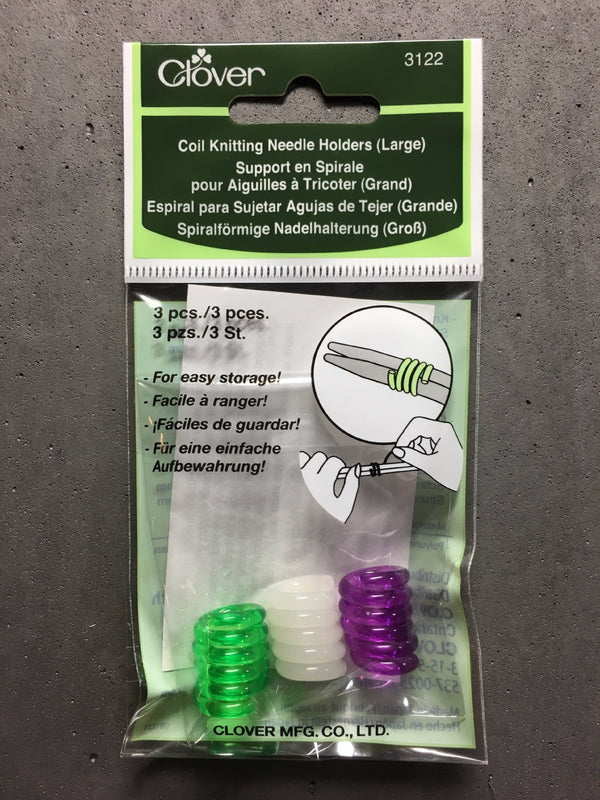 Clover
3122
Coil Knitting Needle Holders (Large)
Support en Spirale
pour Aiguilles à Tricoter (Grand)
Espiral para Sujetar Agujas de Tejer (Grande)
Spiralförmige Nadelhalterung (Groß)
3 pcs./3 pces.
3 pzs./3 St.
- For easy storage!
- Facile à ranger!
- ¡Fáciles de guardar!
- Für eine einfache
Aufbewahrung!
CLOVER MFG. CO., LTD.